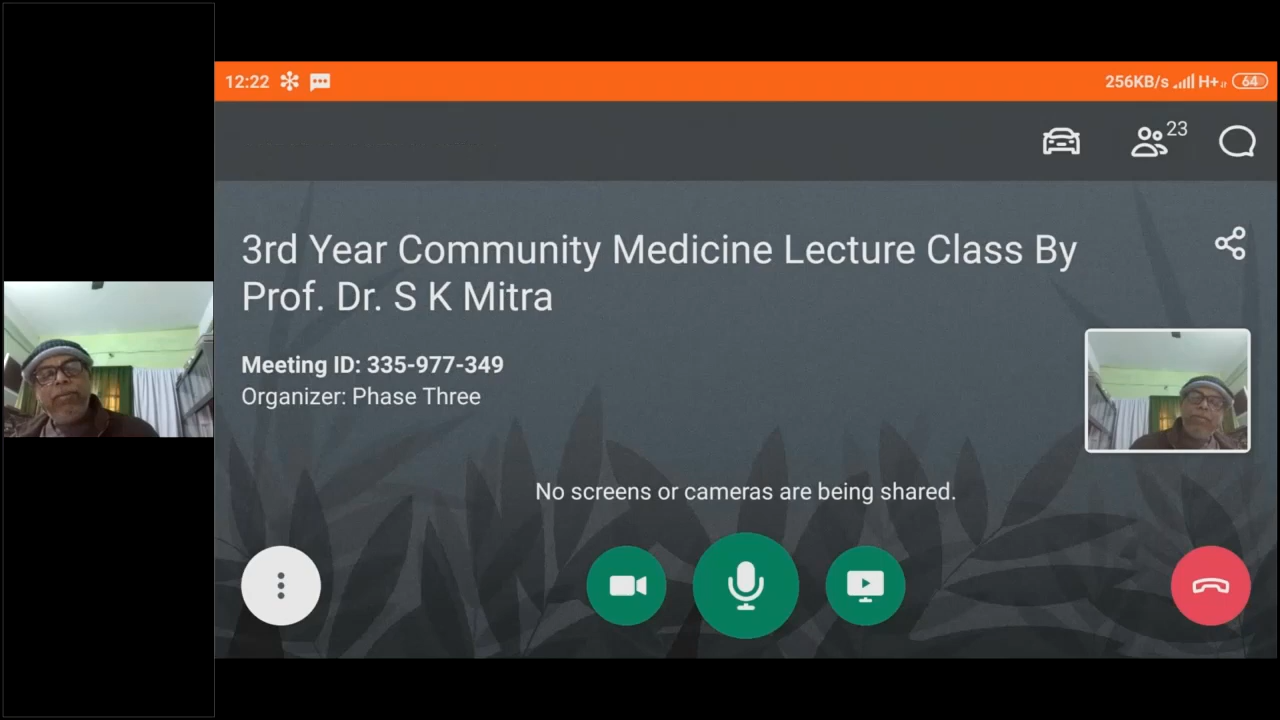 12:22 256KB/s H+ 64
23
3rd Year Community Medicine Lecture Class By
Prof. Dr. S K Mitra
Meeting ID: 335-977-349
Organizer: Phase Three
No screens or cameras are being shared.